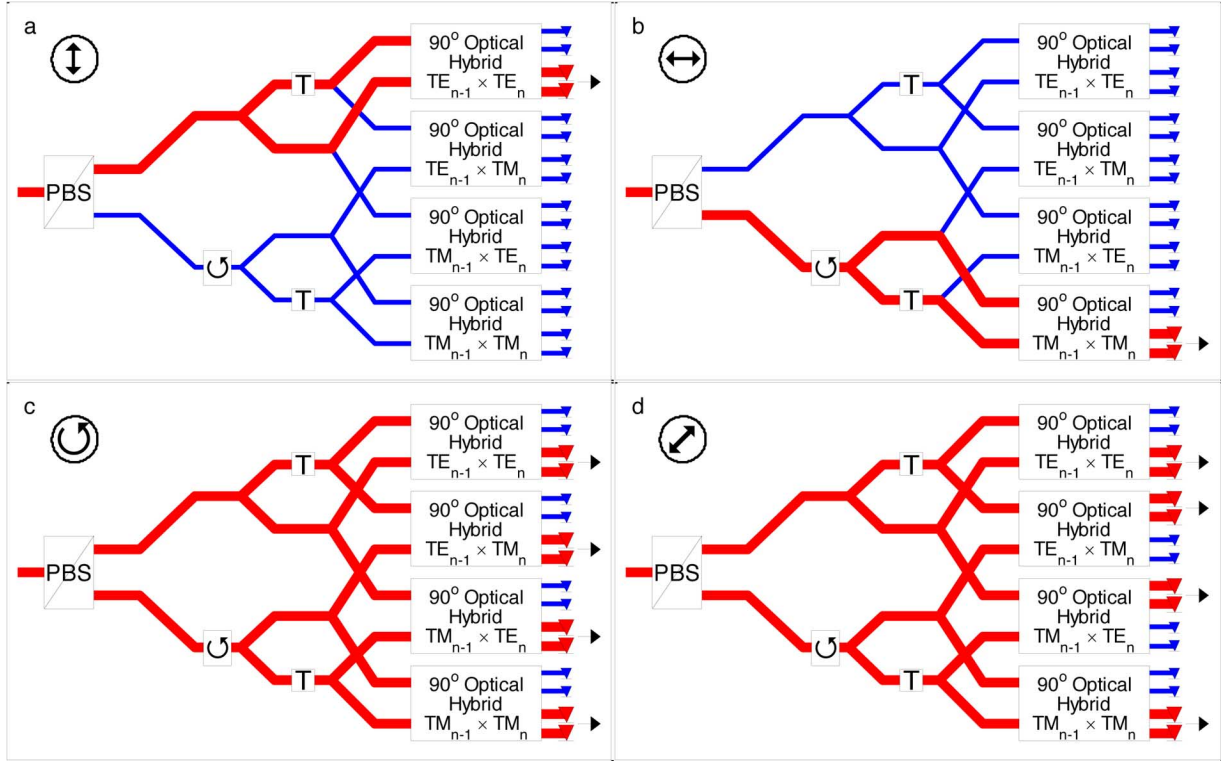 a
PBS
T
T
90° Optical
Hybrid
TEₙ₋₁ × TEₙ
90° Optical
Hybrid
TEₙ₋₁ × TMₙ
90° Optical
Hybrid
TMₙ₋₁ × TEₙ
90° Optical
Hybrid
TMₙ₋₁ × TMₙ
b
PBS
T
T
90° Optical
Hybrid
TEₙ₋₁ × TEₙ
90° Optical
Hybrid
TEₙ₋₁ × TMₙ
90° Optical
Hybrid
TMₙ₋₁ × TEₙ
90° Optical
Hybrid
TMₙ₋₁ × TMₙ
c
PBS
T
T
90° Optical
Hybrid
TEₙ₋₁ × TEₙ
90° Optical
Hybrid
TEₙ₋₁ × TMₙ
90° Optical
Hybrid
TMₙ₋₁ × TEₙ
90° Optical
Hybrid
TMₙ₋₁ × TMₙ
d
PBS
T
T
90° Optical
Hybrid
TEₙ₋₁ × TEₙ
90° Optical
Hybrid
TEₙ₋₁ × TMₙ
90° Optical
Hybrid
TMₙ₋₁ × TEₙ
90° Optical
Hybrid
TMₙ₋₁ × TMₙ